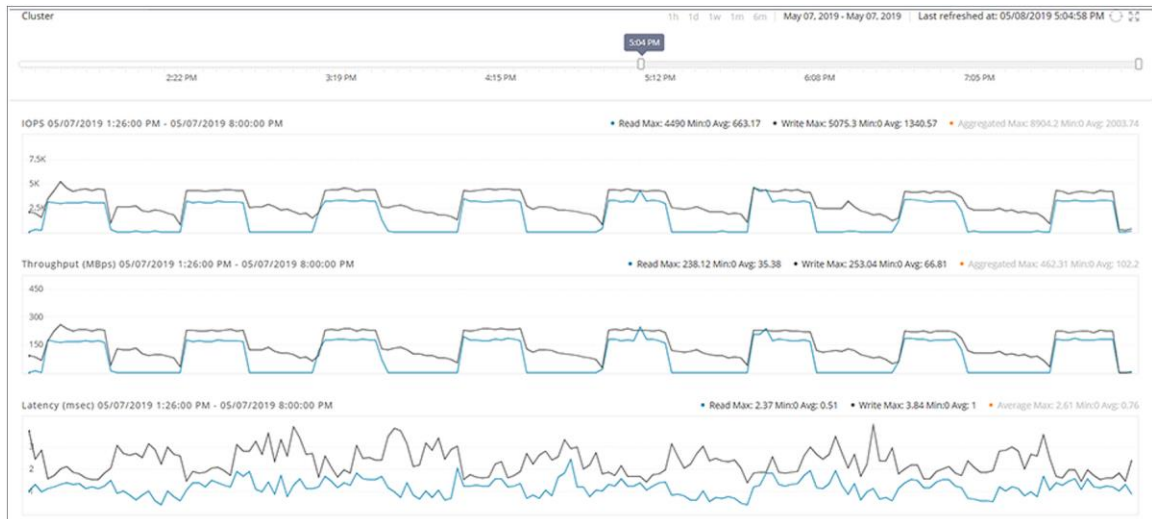 Cluster 1h 1d 1w 1m 6m May 07, 2019 - May 07, 2019 Last refreshed at: 05/08/2019 5:04:58 PM
5:04 PM
2:22 PM 3:19 PM 4:15 PM 5:12 PM 6:08 PM 7:05 PM
IOPS 05/07/2019 1:26:00 PM - 05/07/2019 8:00:00 PM • Read Max: 4490 Min:0 Avg: 663.17 • Write Max: 5075.3 Min:0 Avg: 1340.57 • Aggregated Max: 8904.2 Min:0 Avg: 2003.74
7.5K
5K
2.5K
Throughput (MBps) 05/07/2019 1:26:00 PM - 05/07/2019 8:00:00 PM • Read Max: 238.12 Min:0 Avg: 35.38 • Write Max: 253.04 Min:0 Avg: 66.81 • Aggregated Max: 462.31 Min:0 Avg: 102.2
450
300
150
Latency (msec) 05/07/2019 1:26:00 PM - 05/07/2019 8:00:00 PM • Read Max: 2.37 Min:0 Avg: 0.51 • Write Max: 3.84 Min:0 Avg: 1 • Average Max: 2.61 Min:0 Avg: 0.76
2